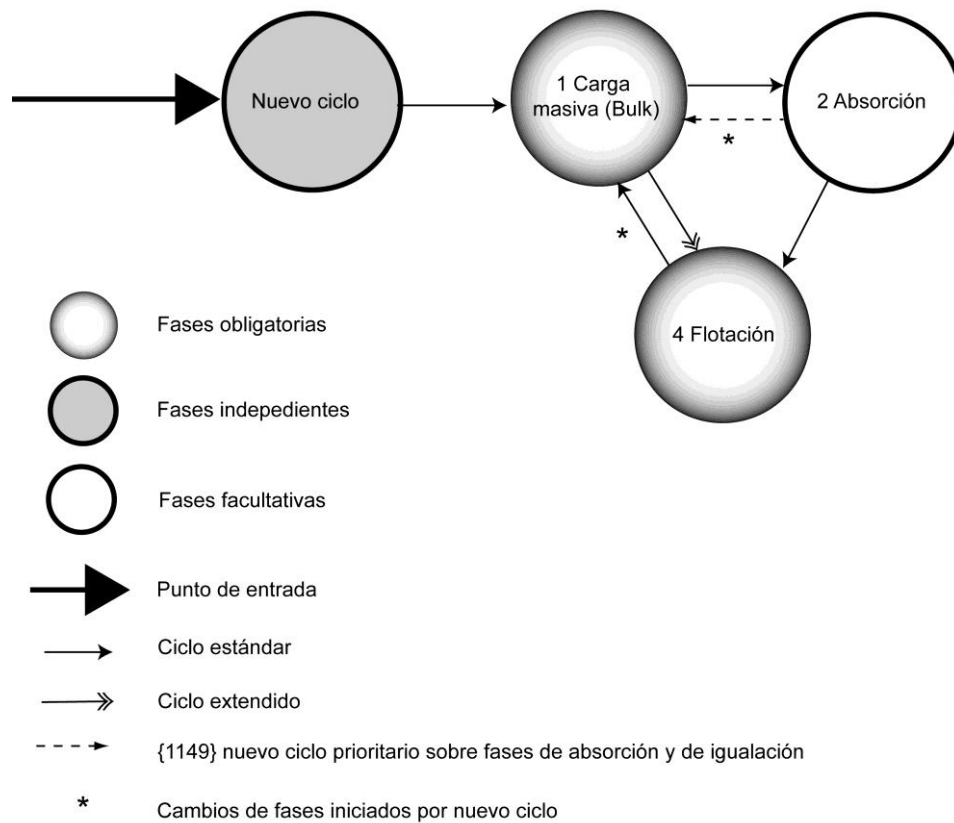 Nuevo ciclo
1 Carga
masiva (Bulk)
2 Absorción
*
*
4 Flotación
Fases obligatorias
Fases indepedientes
Fases facultativas
Punto de entrada
Ciclo estándar
Ciclo extendido
{1149} nuevo ciclo prioritario sobre fases de absorción y de igualación
* Cambios de fases iniciados por nuevo ciclo